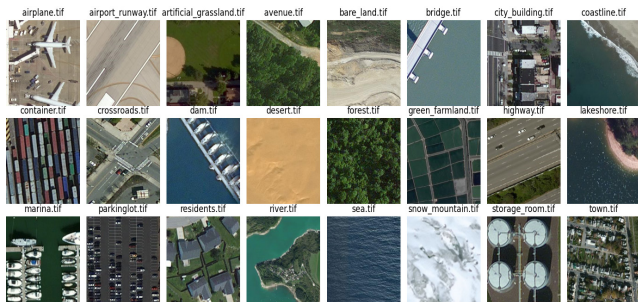 airplane.tif airport_runway.tif artificial_grassland.tif avenue.tif bare_land.tif bridge.tif city_building.tif coastline.tif
container.tif crossroads.tif dam.tif desert.tif forest.tif green_farmland.tif highway.tif lakeshore.tif
marina.tif parkinglot.tif residents.tif river.tif sea.tif snow_mountain.tif storage_room.tif town.tif